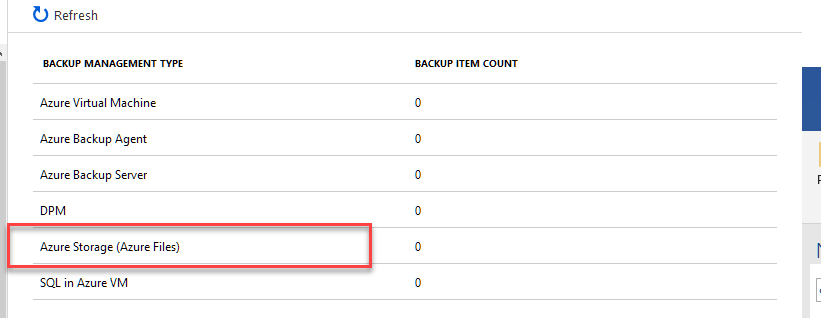 Refresh
BACKUP MANAGEMENT TYPE BACKUP ITEM COUNT
Azure Virtual Machine 0
Azure Backup Agent 0
Azure Backup Server 0
DPM 0
Azure Storage (Azure Files) 0
SQL in Azure VM 0